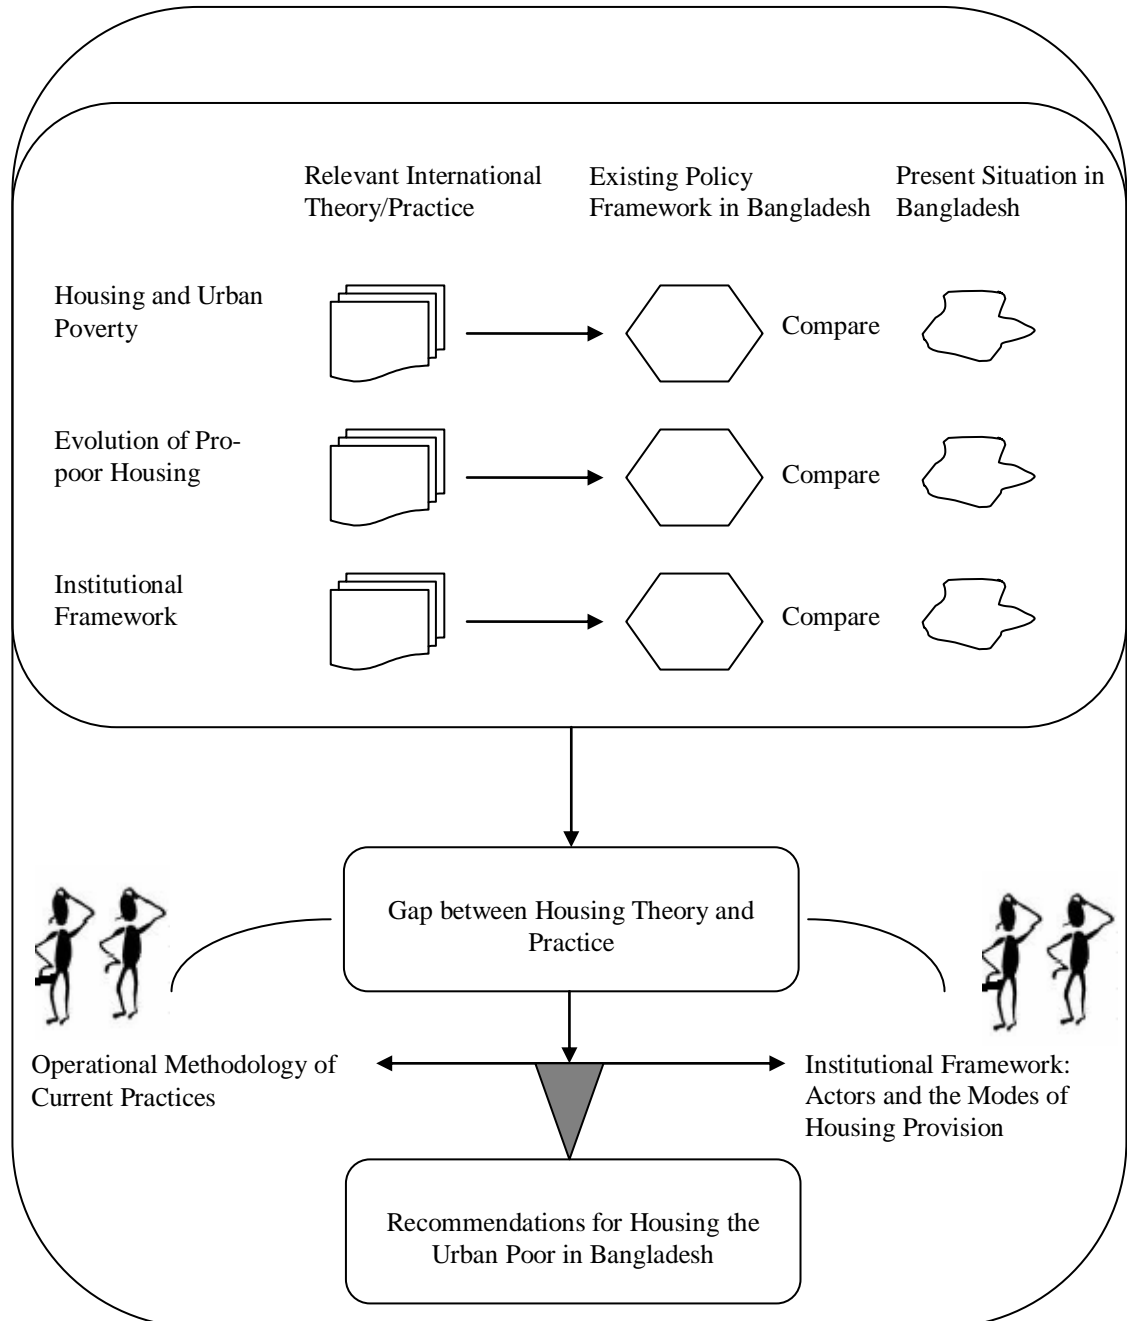 Relevant International
Theory/Practice
Existing Policy
Framework in Bangladesh
Present Situation in
Bangladesh
Housing and Urban
Poverty
Compare
Evolution of Pro-
poor Housing
Compare
Institutional
Framework
Compare
Gap between Housing Theory and
Practice
Operational Methodology of
Current Practices
Institutional Framework:
Actors and the Modes of
Housing Provision
Recommendations for Housing the
Urban Poor in Bangladesh